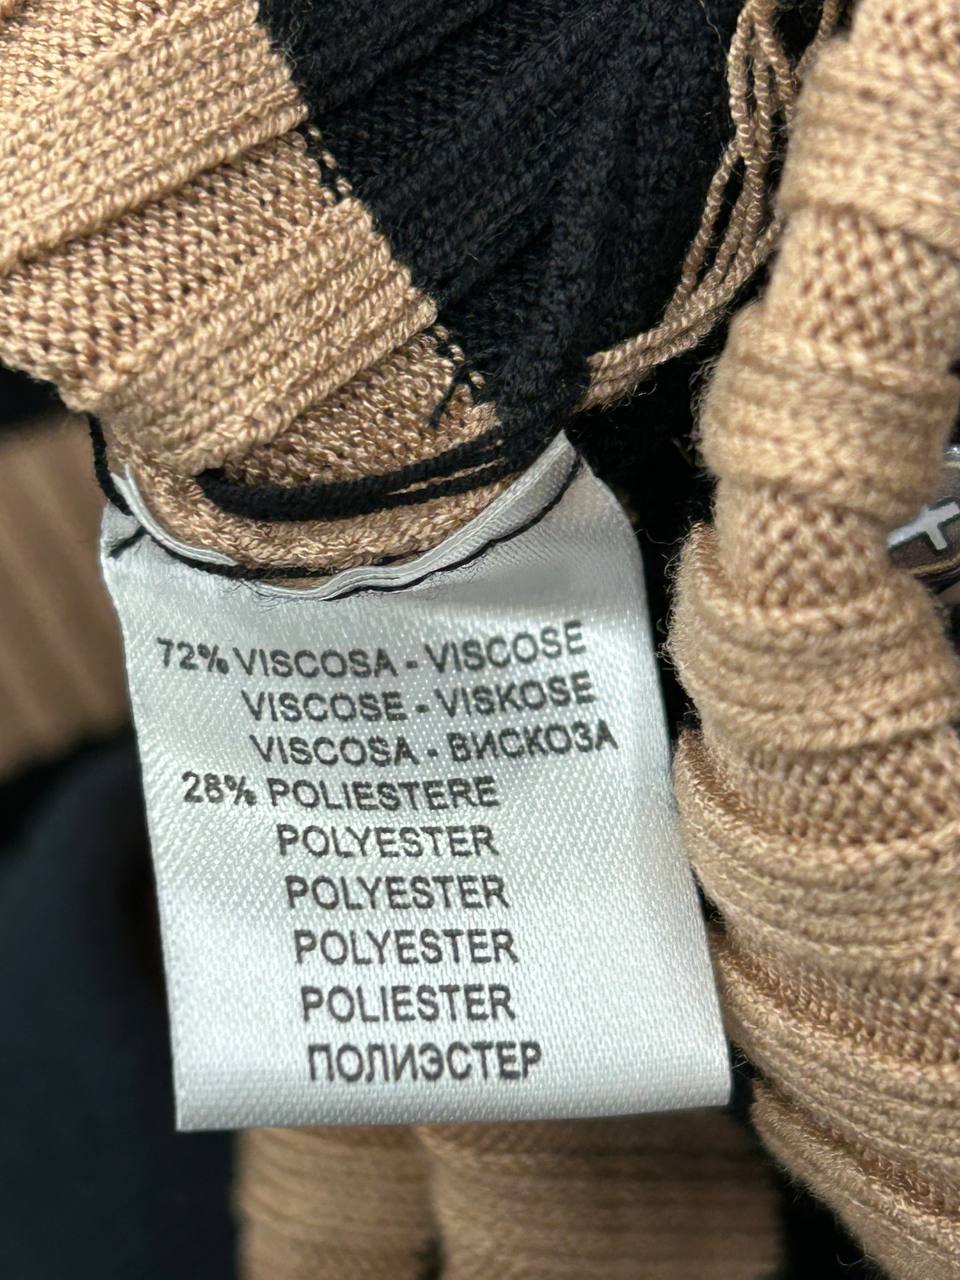 72% VISCOSA - VISCOSE
VISCOSE - VISKOSE
VISCOSA - ВИСКОЗА
28% POLIESTERE
POLYESTER
POLYESTER
POLYESTER
POLIESTER
ПОЛИЭСТЕР